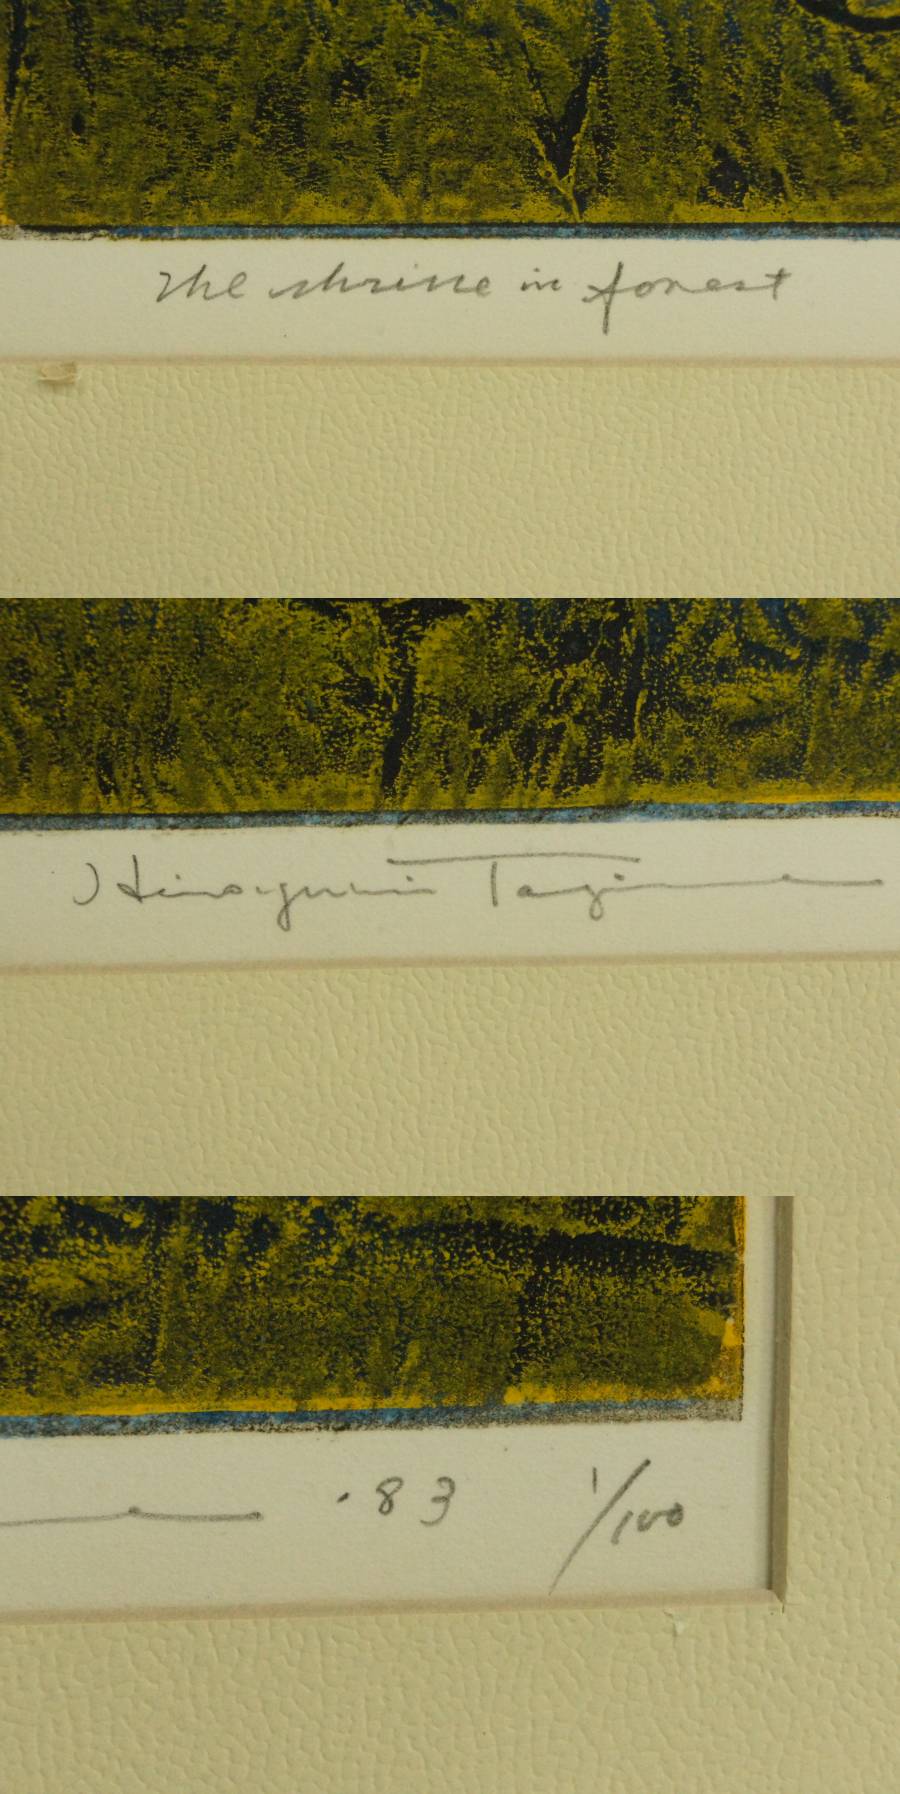 The shrine in forest
Hiroyuki Tajima
'83 1/100